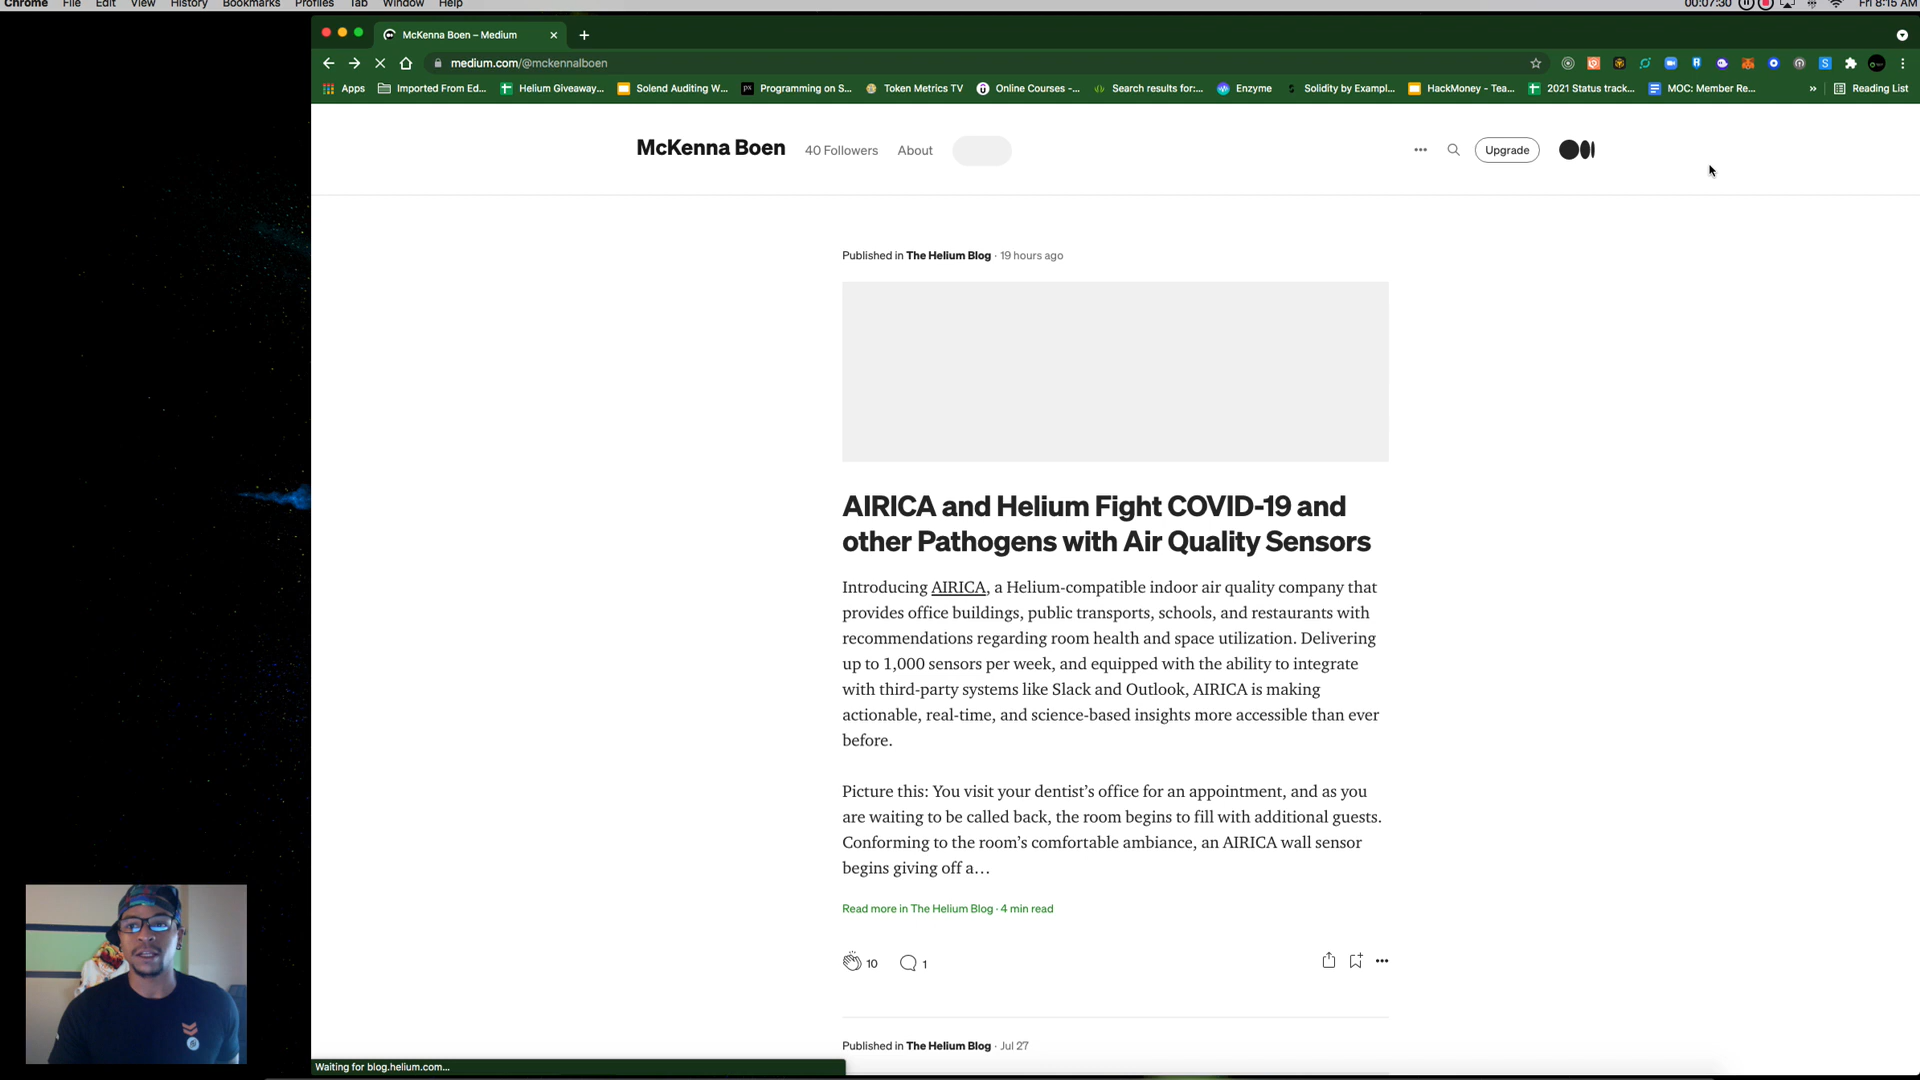 Chrome File Edit View History Bookmarks Profiles Tab Window Help 00:07:30 Fri 8:15 AM
McKenna Boen – Medium
medium.com/@mckennalboen
Apps Imported From Ed... Helium Giveaway... Solend Auditing W... Programming on S... Token Metrics TV Online Courses -... Search results for:... Enzyme Solidity by Exampl... HackMoney - Tea... 2021 Status track... MOC: Member Re... » Reading List
McKenna Boen 40 Followers About Upgrade
Published in The Helium Blog · 19 hours ago
AIRICA and Helium Fight COVID-19 and
other Pathogens with Air Quality Sensors
Introducing AIRICA, a Helium-compatible indoor air quality company that
provides office buildings, public transports, schools, and restaurants with
recommendations regarding room health and space utilization. Delivering
up to 1,000 sensors per week, and equipped with the ability to integrate
with third-party systems like Slack and Outlook, AIRICA is making
actionable, real-time, and science-based insights more accessible than ever
before.
Picture this: You visit your dentist’s office for an appointment, and as you
are waiting to be called back, the room begins to fill with additional guests.
Conforming to the room’s comfortable ambiance, an AIRICA wall sensor
begins giving off a…
Read more in The Helium Blog · 4 min read
10 1
Published in The Helium Blog · Jul 27
Waiting for blog.helium.com...